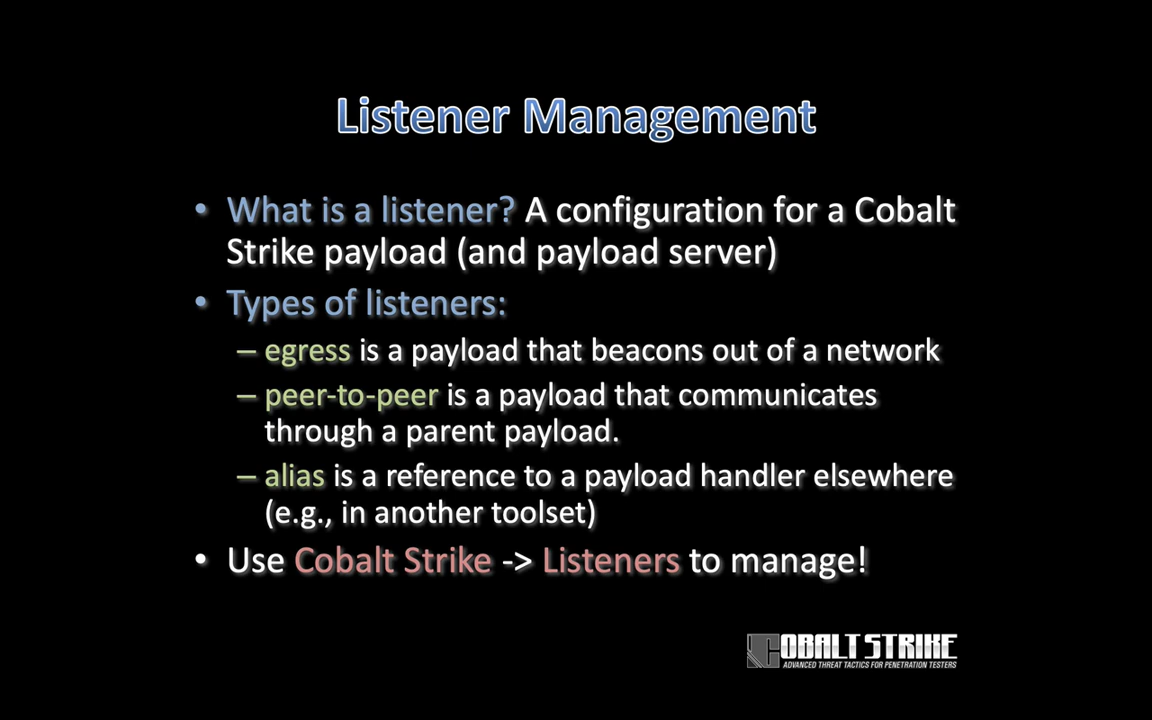 Listener Management
• What is a listener? A configuration for a Cobalt
Strike payload (and payload server)
• Types of listeners:
– egress is a payload that beacons out of a network
– peer-to-peer is a payload that communicates
through a parent payload.
– alias is a reference to a payload handler elsewhere
(e.g., in another toolset)
• Use Cobalt Strike -> Listeners to manage!
COBALT STRIKE
ADVANCED THREAT TACTICS FOR PENETRATION TESTERS